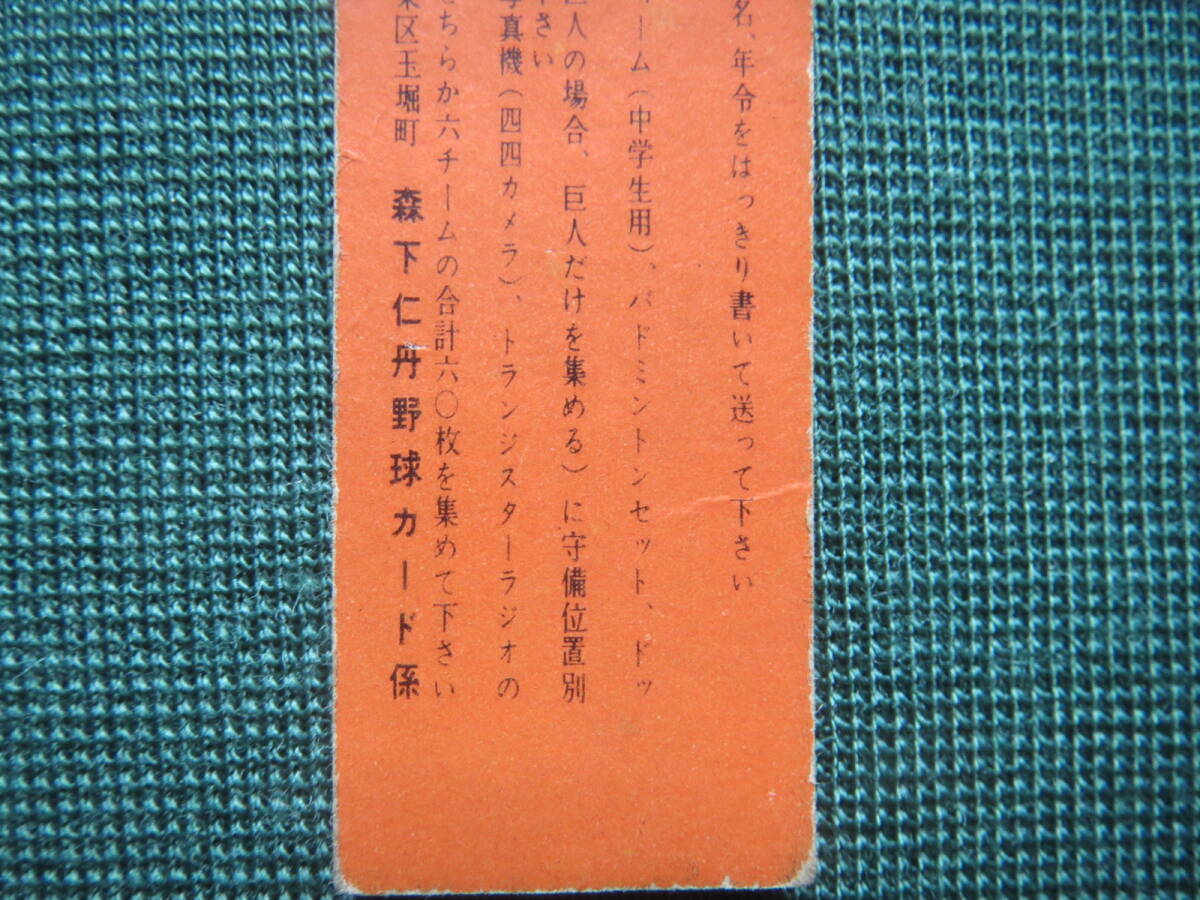 名、年令をはっきり書いて送って下さい
ーム(中学生用)、バドミントンセット、ドッ
巨人の場合、巨人だけを集める)に守備位置別
さい
写真機(四四カメラ)、トランジスターラジオの
ちらか六チームの合計六〇枚を集めて下さい
東区玉堀町 森下仁丹野球カード係